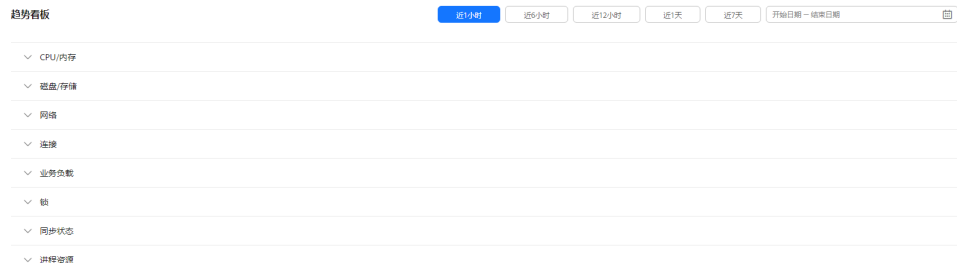 趋势看板 近1小时 近6小时 近12小时 近1天 近7天 开始日期 – 结束日期
CPU/内存
磁盘/存储
网络
连接
业务负载
锁
同步状态
进程资源